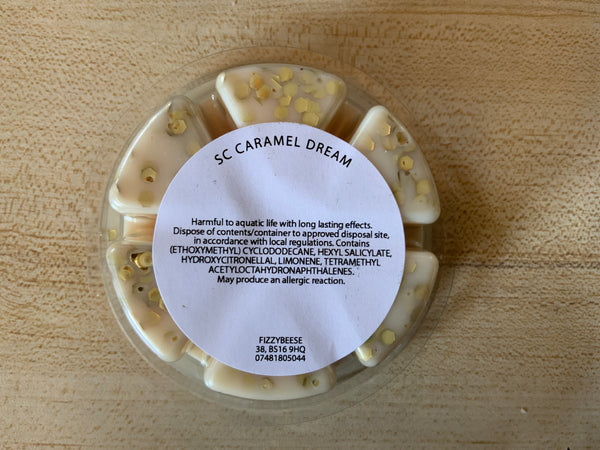 SC CARAMEL DREAM
Harmful to aquatic life with long lasting effects.
Dispose of contents/container to approved disposal site,
in accordance with local regulations. Contains
(ETHOXYMETHYL) CYCLODODECANE, HEXYL SALICYLATE,
HYDROXYCITRONELLAL, LIMONENE, TETRAMETHYL
ACETYLOCTAHYDRONAPHTHALENES.
May produce an allergic reaction.
FIZZYBEESE
38, BS16 9HQ
07481805044